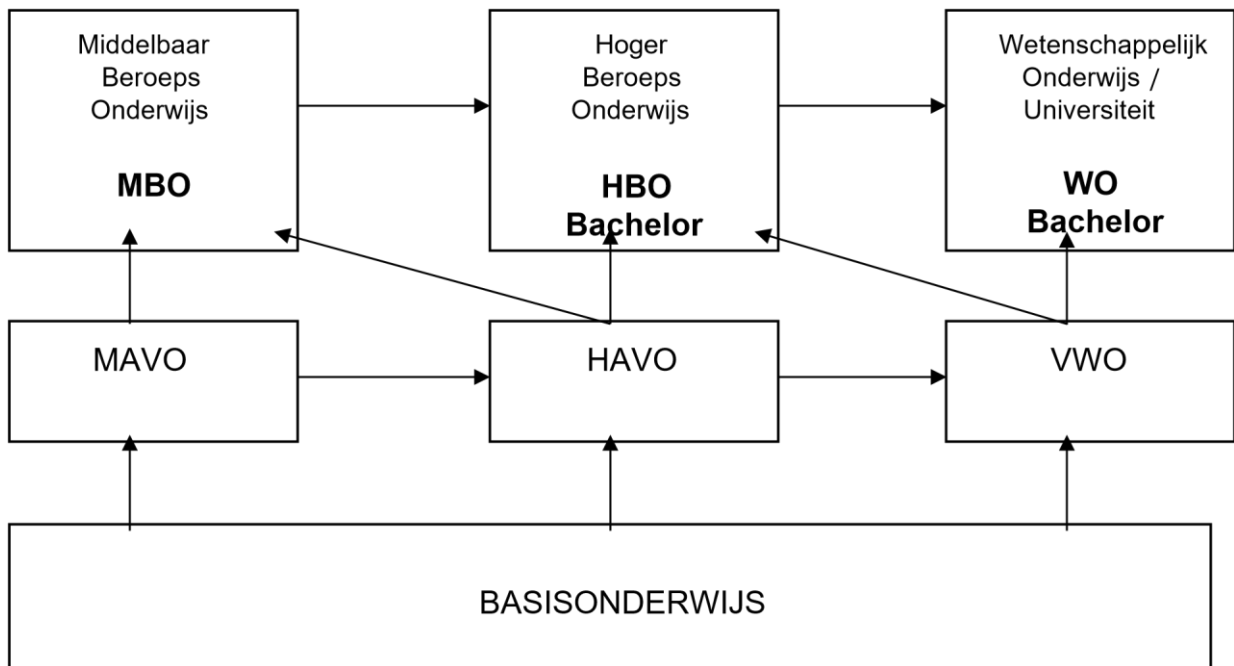 Middelbaar
Beroeps
Onderwijs
MBO
Hoger
Beroeps
Onderwijs
HBO
Bachelor
Wetenschappelijk
Onderwijs /
Universiteit
WO
Bachelor
MAVO
HAVO
VWO
BASISONDERWIJS